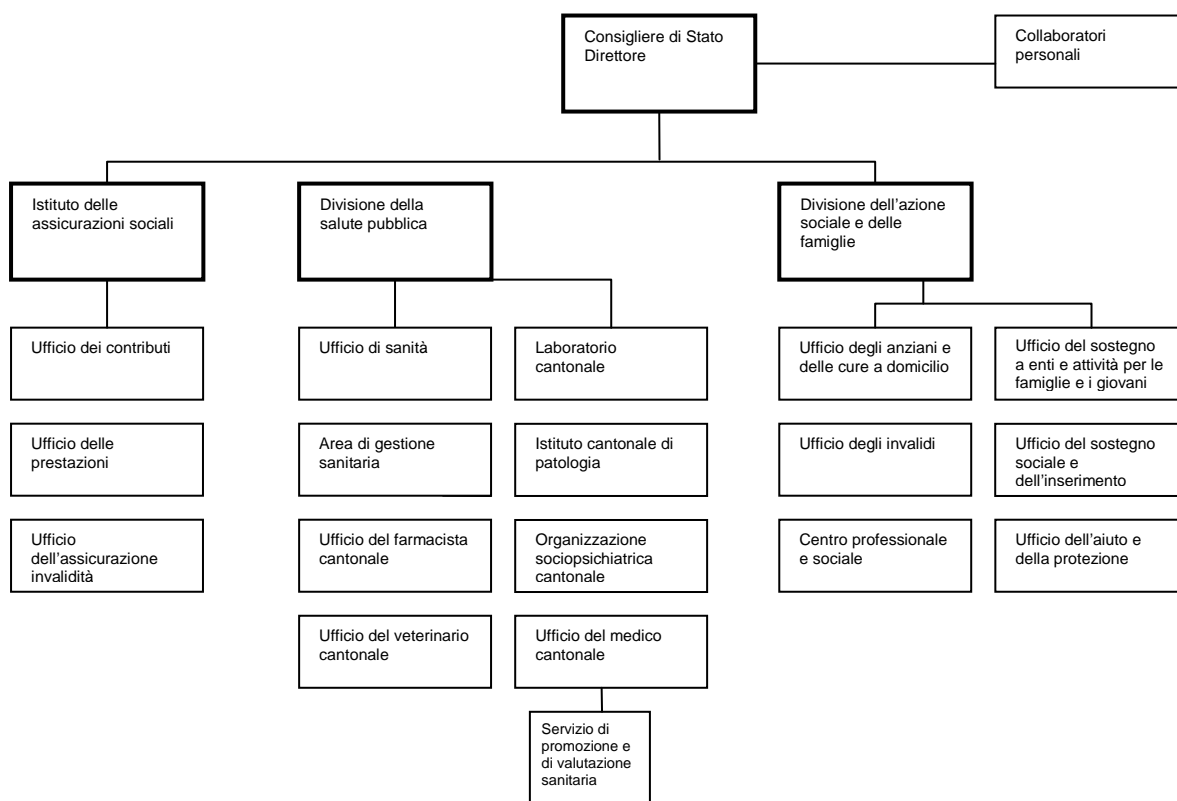 Consigliere di Stato
Direttore
Collaboratori
personali
Istituto delle
assicurazioni sociali
Divisione della
salute pubblica
Divisione dell’azione
sociale e delle
famiglie
Ufficio dei contributi
Ufficio di sanità
Laboratorio
cantonale
Ufficio degli anziani e
delle cure a domicilio
Ufficio del sostegno
a enti e attività per le
famiglie e i giovani
Ufficio delle
prestazioni
Area di gestione
sanitaria
Istituto cantonale di
patologia
Ufficio degli invalidi
Ufficio del sostegno
sociale e
dell’inserimento
Ufficio
dell’assicurazione
invalidità
Ufficio del farmacista
cantonale
Organizzazione
sociopsichiatrica
cantonale
Centro professionale
e sociale
Ufficio dell’aiuto e
della protezione
Ufficio del veterinario
cantonale
Ufficio del medico
cantonale
Servizio di
promozione e
di valutazione
sanitaria